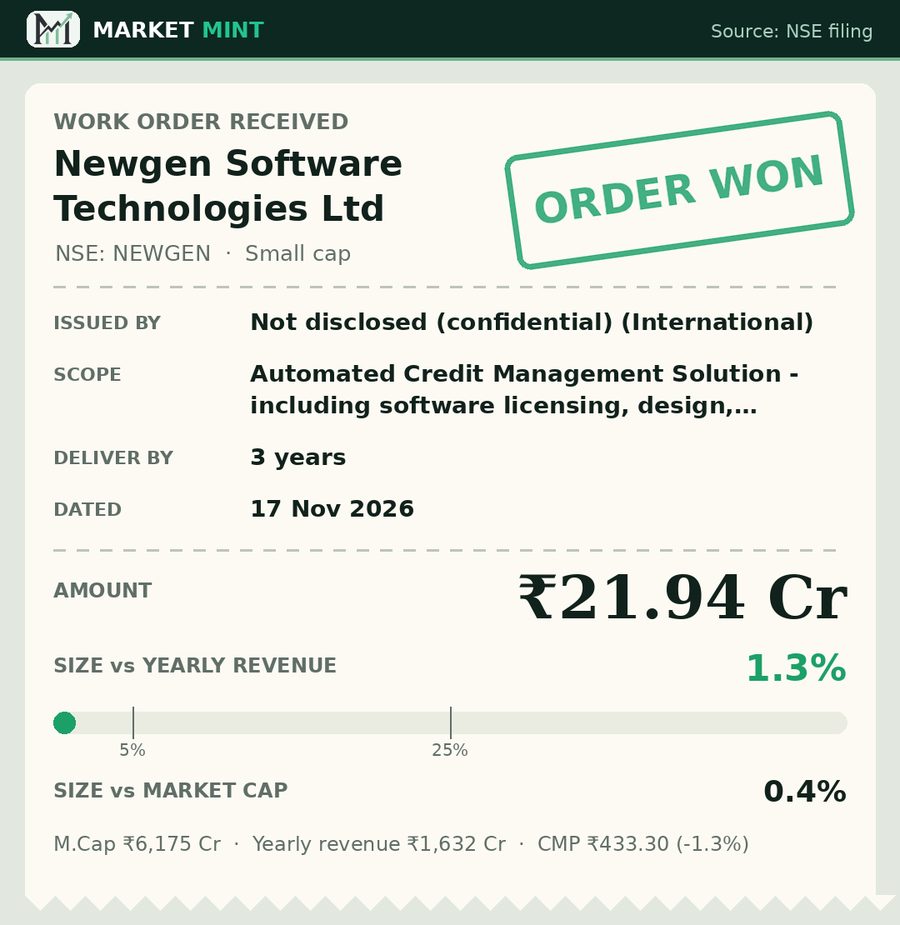 MARKET MINT
Source: NSE filing
WORK ORDER RECEIVED
Newgen Software
Technologies Ltd
NSE: NEWGEN · Small cap
ORDER WON
ISSUED BY
Not disclosed (confidential) (International)
SCOPE
Automated Credit Management Solution -
including software licensing, design,...
DELIVER BY
3 years
DATED
17 Nov 2026
AMOUNT
₹21.94 Cr
SIZE vs YEARLY REVENUE
1.3%
5%
25%
SIZE vs MARKET CAP
0.4%
M.Cap ₹6,175 Cr · Yearly revenue ₹1,632 Cr · CMP ₹433.30 (-1.3%)